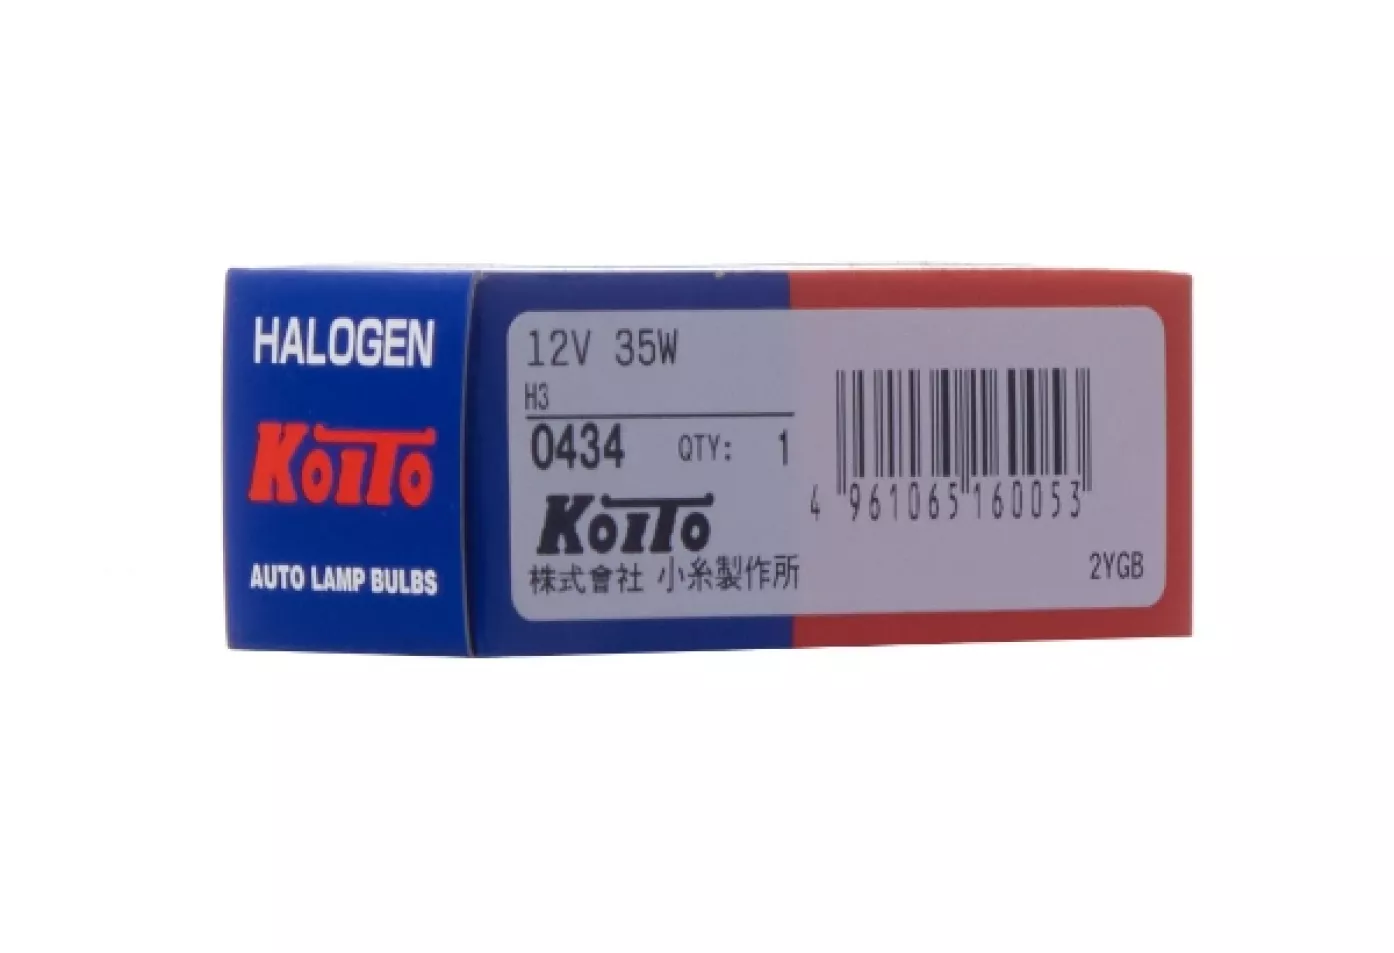 HALOGEN
KoiTo
AUTO LAMP BULBS
12V 35W
H3
0434 QTY: 1
KoiTo
株式會社 小糸製作所
4 961065 160053
2YGB